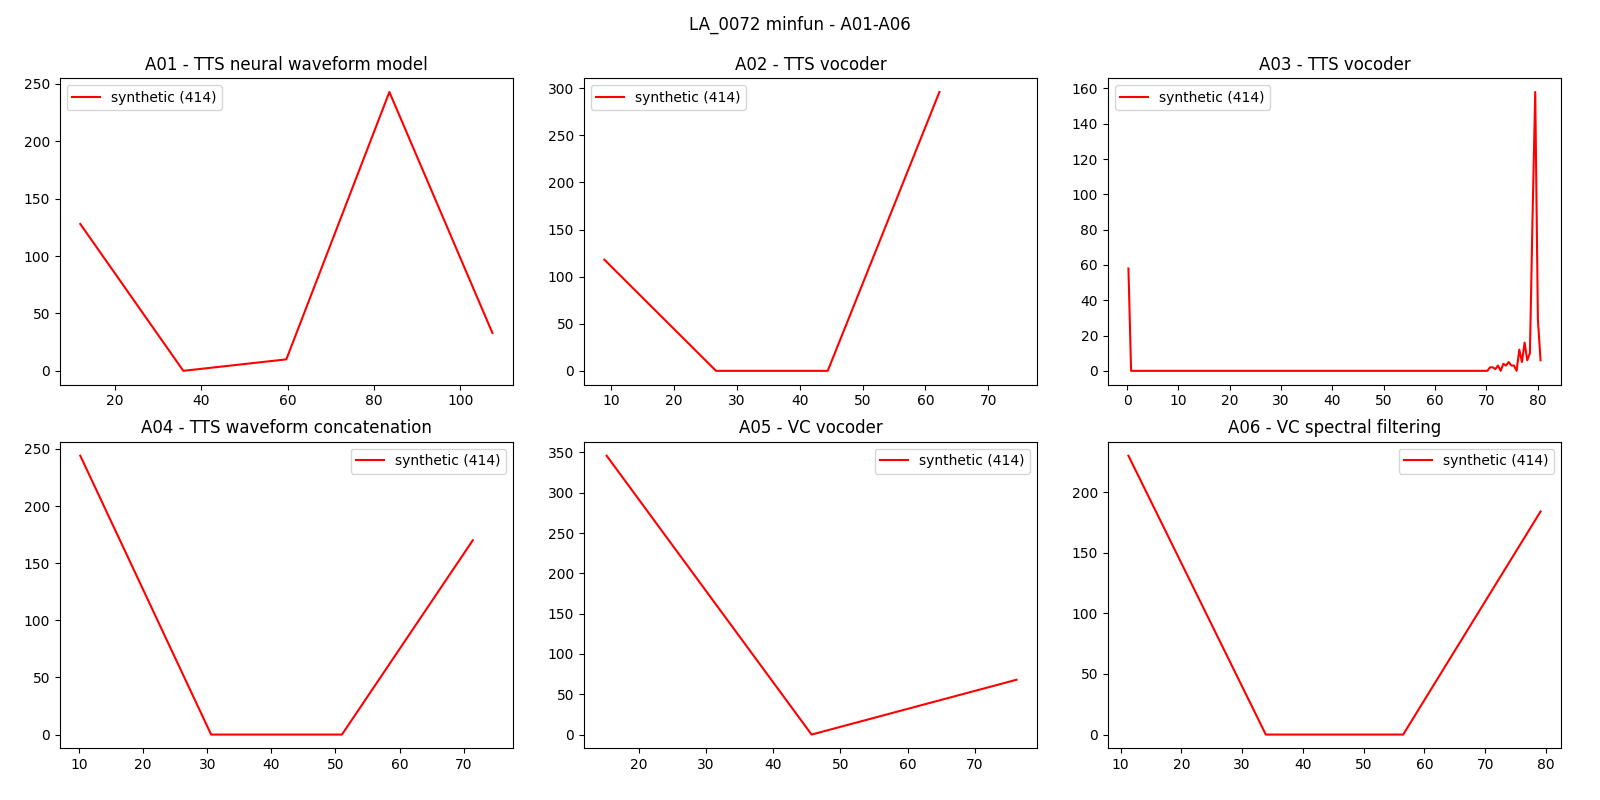 LA_0072 minfun - A01-A06
A01 - TTS neural waveform model
synthetic (414)
250
200
150
100
50
0
20 40 60 80 100
A02 - TTS vocoder
synthetic (414)
300
250
200
150
100
50
0
10 20 30 40 50 60 70
A03 - TTS vocoder
synthetic (414)
160
140
120
100
80
60
40
20
0
0 10 20 30 40 50 60 70 80
A04 - TTS waveform concatenation
synthetic (414)
250
200
150
100
50
0
10 20 30 40 50 60 70
A05 - VC vocoder
synthetic (414)
350
300
250
200
150
100
50
0
20 30 40 50 60 70
A06 - VC spectral filtering
synthetic (414)
200
150
100
50
0
10 20 30 40 50 60 70 80